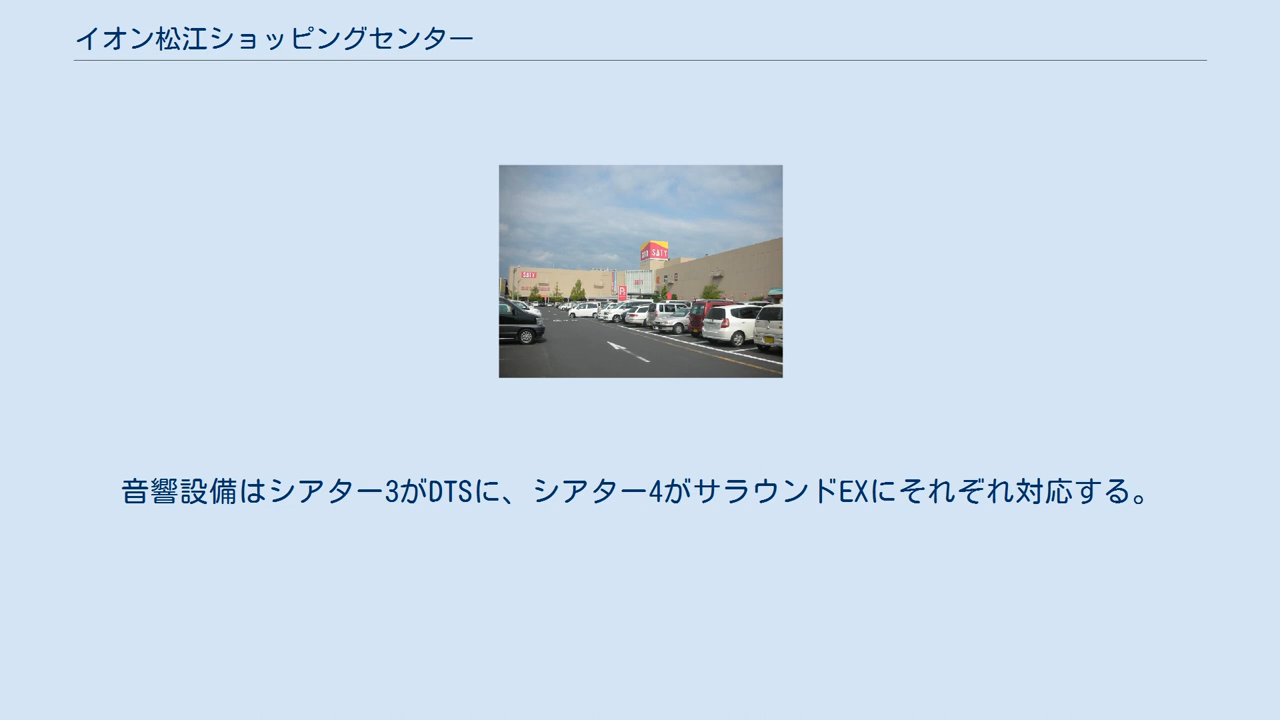 イオン松江ショッピングセンター
SATY
SATY
音響設備はシアター3がDTSに、シアター4がサラウンドEXにそれぞれ対応する。